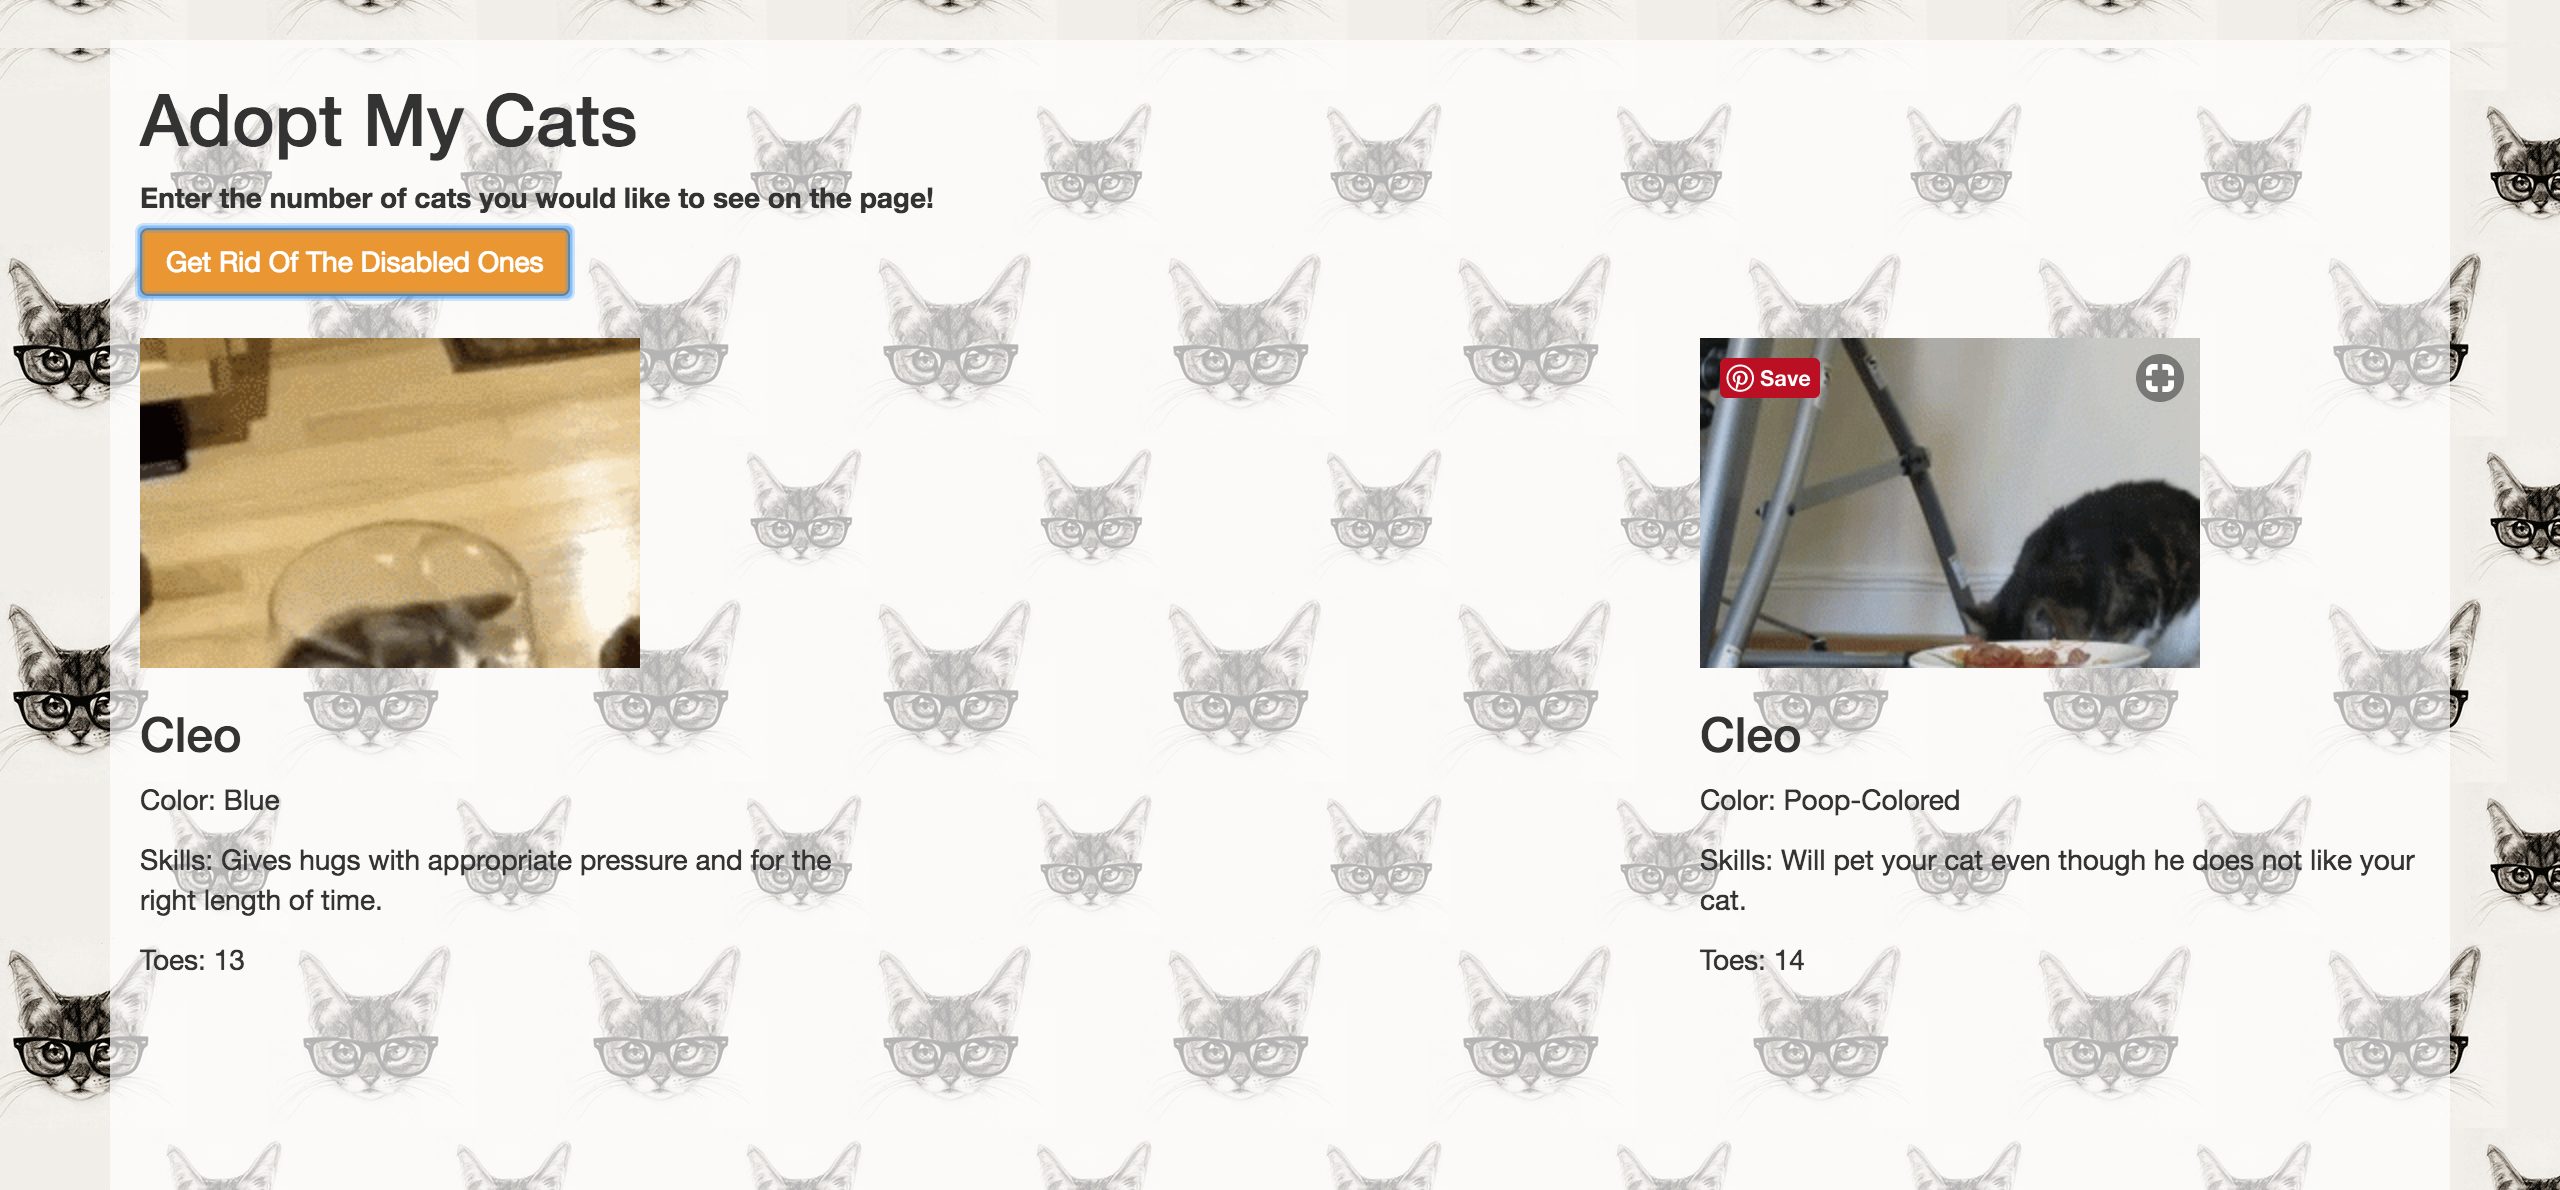 Adopt My Cats
Enter the number of cats you would like to see on the page!
Get Rid Of The Disabled Ones
Save
Cleo
Color: Blue
Skills: Gives hugs with appropriate pressure and for the
right length of time.
Toes: 13
Cleo
Color: Poop-Colored
Skills: Will pet your cat even though he does not like your
cat.
Toes: 14